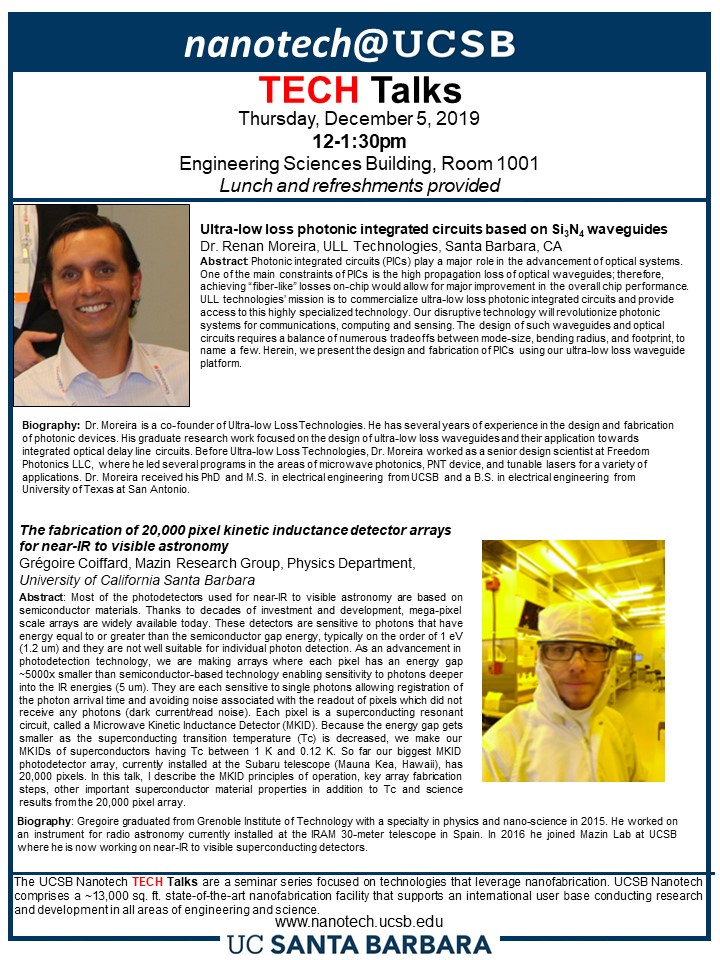 nanotech@UCSB
TECH Talks
Thursday, December 5, 2019
12-1:30pm
Engineering Sciences Building, Room 1001
Lunch and refreshments provided
Ultra-low loss photonic integrated circuits based on Si₃N₄ waveguides
Dr. Renan Moreira, ULL Technologies, Santa Barbara, CA
Abstract: Photonic integrated circuits (PICs) play a major role in the advancement of optical systems.
One of the main constraints of PICs is the high propagation loss of optical waveguides; therefore,
achieving “fiber-like” losses on-chip would allow for major improvement in the overall chip performance.
ULL technologies’ mission is to commercialize ultra-low loss photonic integrated circuits and provide
access to this highly specialized technology. Our disruptive technology will revolutionize photonic
systems for communications, computing and sensing. The design of such waveguides and optical
circuits requires a balance of numerous tradeoffs between mode-size, bending radius, and footprint, to
name a few. Herein, we present the design and fabrication of PICs using our ultra-low loss waveguide
platform.
Biography: Dr. Moreira is a co-founder of Ultra-low Loss Technologies. He has several years of experience in the design and fabrication
of photonic devices. His graduate research work focused on the design of ultra-low loss waveguides and their application towards
integrated optical delay line circuits. Before Ultra-low Loss Technologies, Dr. Moreira worked as a senior design scientist at Freedom
Photonics LLC, where he led several programs in the areas of microwave photonics, PNT device, and tunable lasers for a variety of
applications. Dr. Moreira received his PhD and M.S. in electrical engineering from UCSB and a B.S. in electrical engineering from
University of Texas at San Antonio.
The fabrication of 20,000 pixel kinetic inductance detector arrays
for near-IR to visible astronomy
Grégoire Coiffard, Mazin Research Group, Physics Department,
University of California Santa Barbara
Abstract: Most of the photodetectors used for near-IR to visible astronomy are based on
semiconductor materials. Thanks to decades of investment and development, mega-pixel
scale arrays are widely available today. These detectors are sensitive to photons that have
energy equal to or greater than the semiconductor gap energy, typically on the order of 1 eV
(1.2 um) and they are not well suitable for individual photon detection. As an advancement in
photodetection technology, we are making arrays where each pixel has an energy gap
~5000x smaller than semiconductor-based technology enabling sensitivity to photons deeper
into the IR energies (5 um). They are each sensitive to single photons allowing registration of
the photon arrival time and avoiding noise associated with the readout of pixels which did not
receive any photons (dark current/read noise). Each pixel is a superconducting resonant
circuit, called a Microwave Kinetic Inductance Detector (MKID). Because the energy gap gets
smaller as the superconducting transition temperature (Tc) is decreased, we make our
MKIDs of superconductors having Tc between 1 K and 0.12 K. So far our biggest MKID
photodetector array, currently installed at the Subaru telescope (Mauna Kea, Hawaii), has
20,000 pixels. In this talk, I describe the MKID principles of operation, key array fabrication
steps, other important superconductor material properties in addition to Tc and science
results from the 20,000 pixel array.
Biography: Gregoire graduated from Grenoble Institute of Technology with a specialty in physics and nano-science in 2015. He worked on
an instrument for radio astronomy currently installed at the IRAM 30-meter telescope in Spain. In 2016 he joined Mazin Lab at UCSB
where he is now working on near-IR to visible superconducting detectors.
The UCSB Nanotech TECH Talks are a seminar series focused on technologies that leverage nanofabrication. UCSB Nanotech
comprises a ~13,000 sq. ft. state-of-the-art nanofabrication facility that supports an international user base conducting research
and development in all areas of engineering and science.
www.nanotech.ucsb.edu
UC SANTA BARBARA